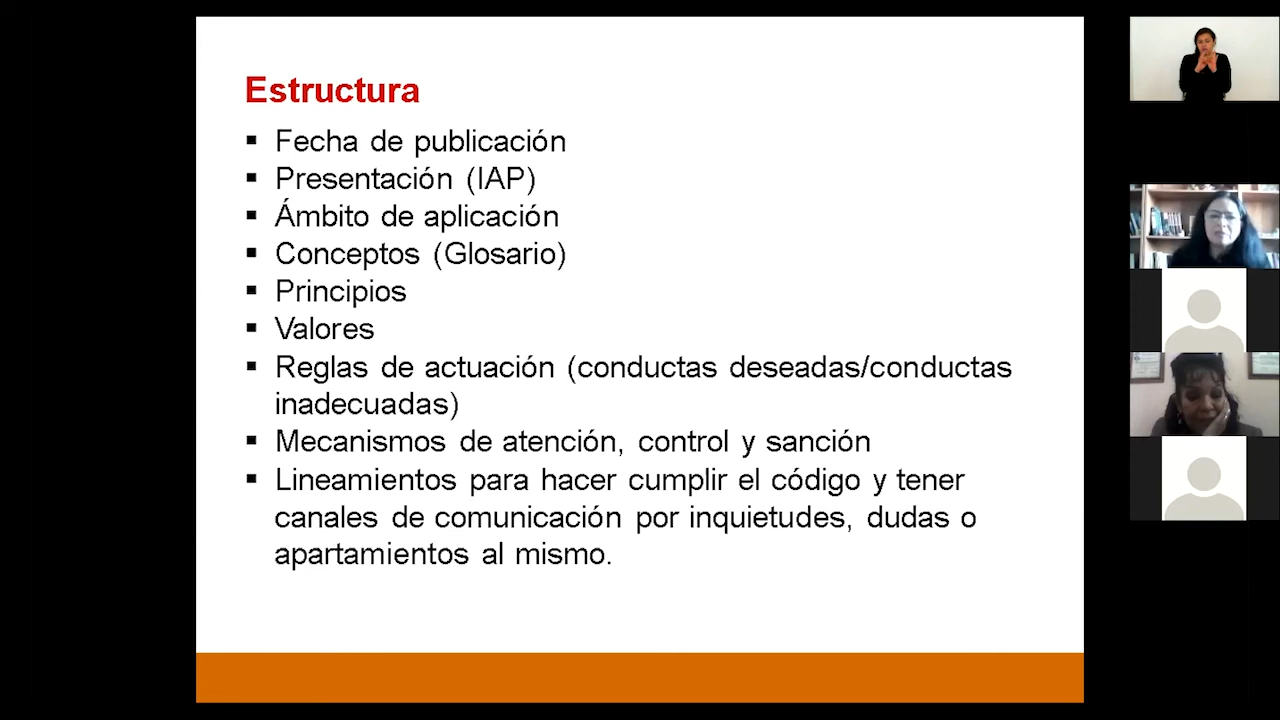 Estructura
▪ Fecha de publicación
▪ Presentación (IAP)
▪ Ámbito de aplicación
▪ Conceptos (Glosario)
▪ Principios
▪ Valores
▪ Reglas de actuación (conductas deseadas/conductas
inadecuadas)
▪ Mecanismos de atención, control y sanción
▪ Lineamientos para hacer cumplir el código y tener
canales de comunicación por inquietudes, dudas o
apartamientos al mismo.